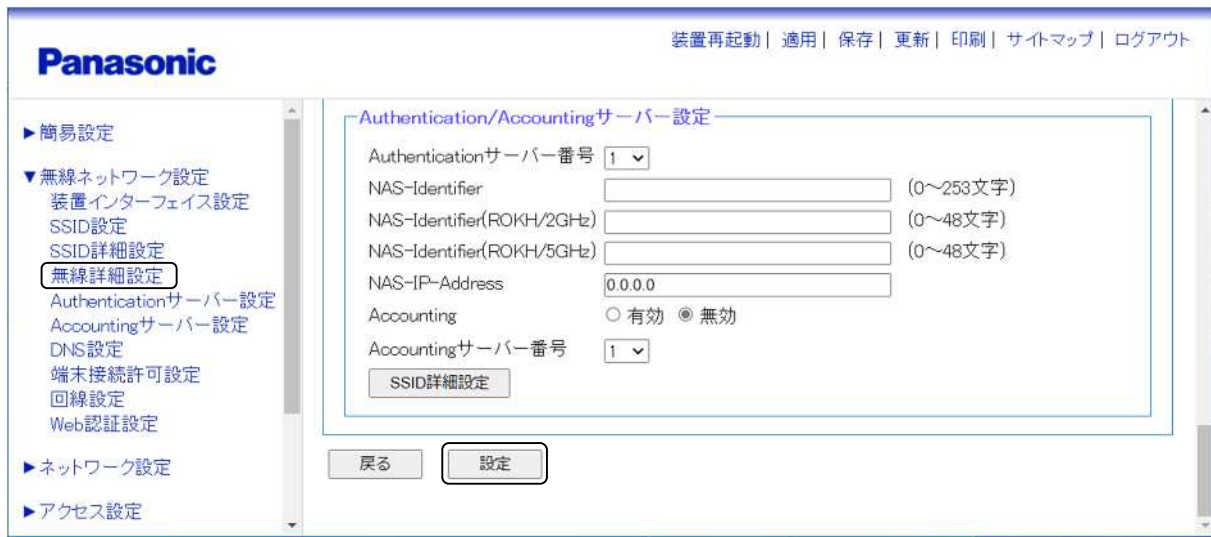 Panasonic
装置再起動| 適用| 保存| 更新| 印刷| サイトマップ| ログアウト
▶簡易設定
▼無線ネットワーク設定
装置インターフェイス設定
SSID設定
SSID詳細設定
無線詳細設定
Authenticationサーバー設定
Accountingサーバー設定
DNS設定
端末接続許可設定
回線設定
Web認証設定
▶ネットワーク設定
▶アクセス設定
Authentication/Accountingサーバー設定
Authenticationサーバー番号 1
NAS-Identifier (0～253文字)
NAS-Identifier(ROKH/2GHz) (0～48文字)
NAS-Identifier(ROKH/5GHz) (0～48文字)
NAS-IP-Address 0.0.0.0
Accounting 有効 無効
Accountingサーバー番号 1
SSID詳細設定
戻る 設定